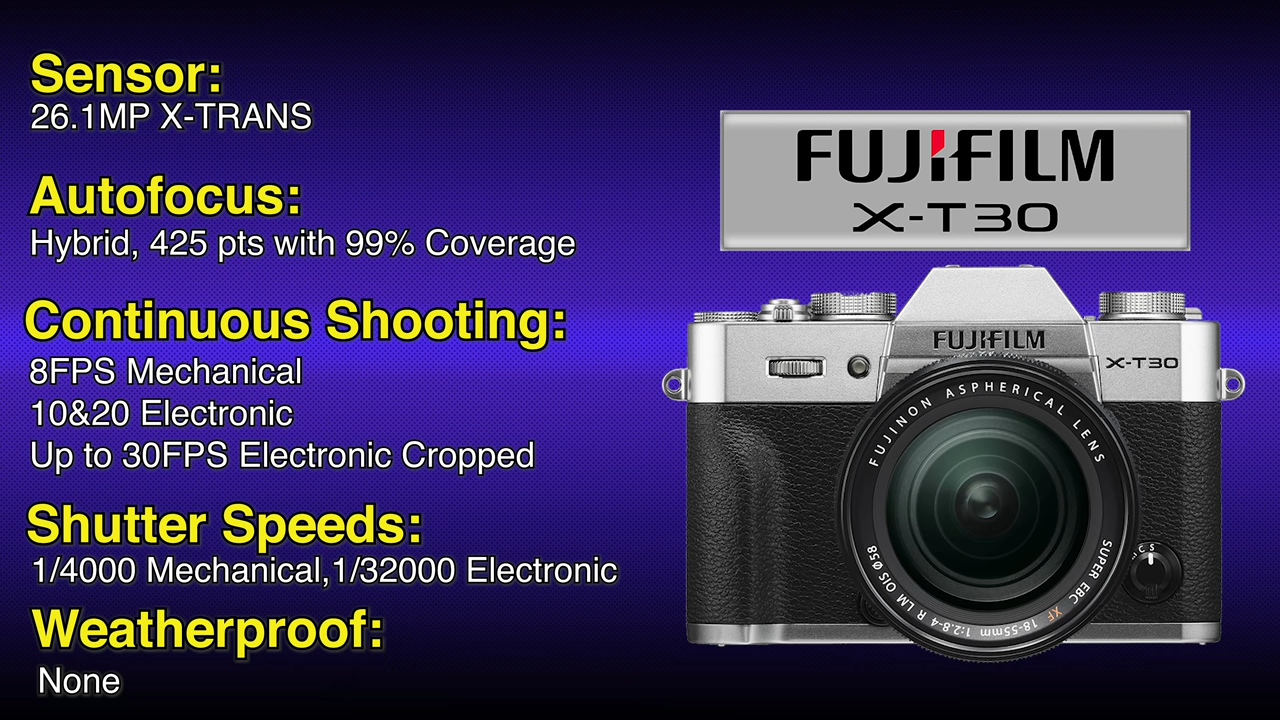 Sensor:
26.1MP X-TRANS
Autofocus:
Hybrid, 425 pts with 99% Coverage
Continuous Shooting:
8FPS Mechanical
10&20 Electronic
Up to 30FPS Electronic Cropped
Shutter Speeds:
1/4000 Mechanical,1/32000 Electronic
Weatherproof:
None
FUJIFILM
X-T30
FUJIFILM
X-T30
FUJINON ASPHERICAL LENS
SUPER EBC XF 18-55mm 1:2.8-4 R LM OIS Ø58
C S